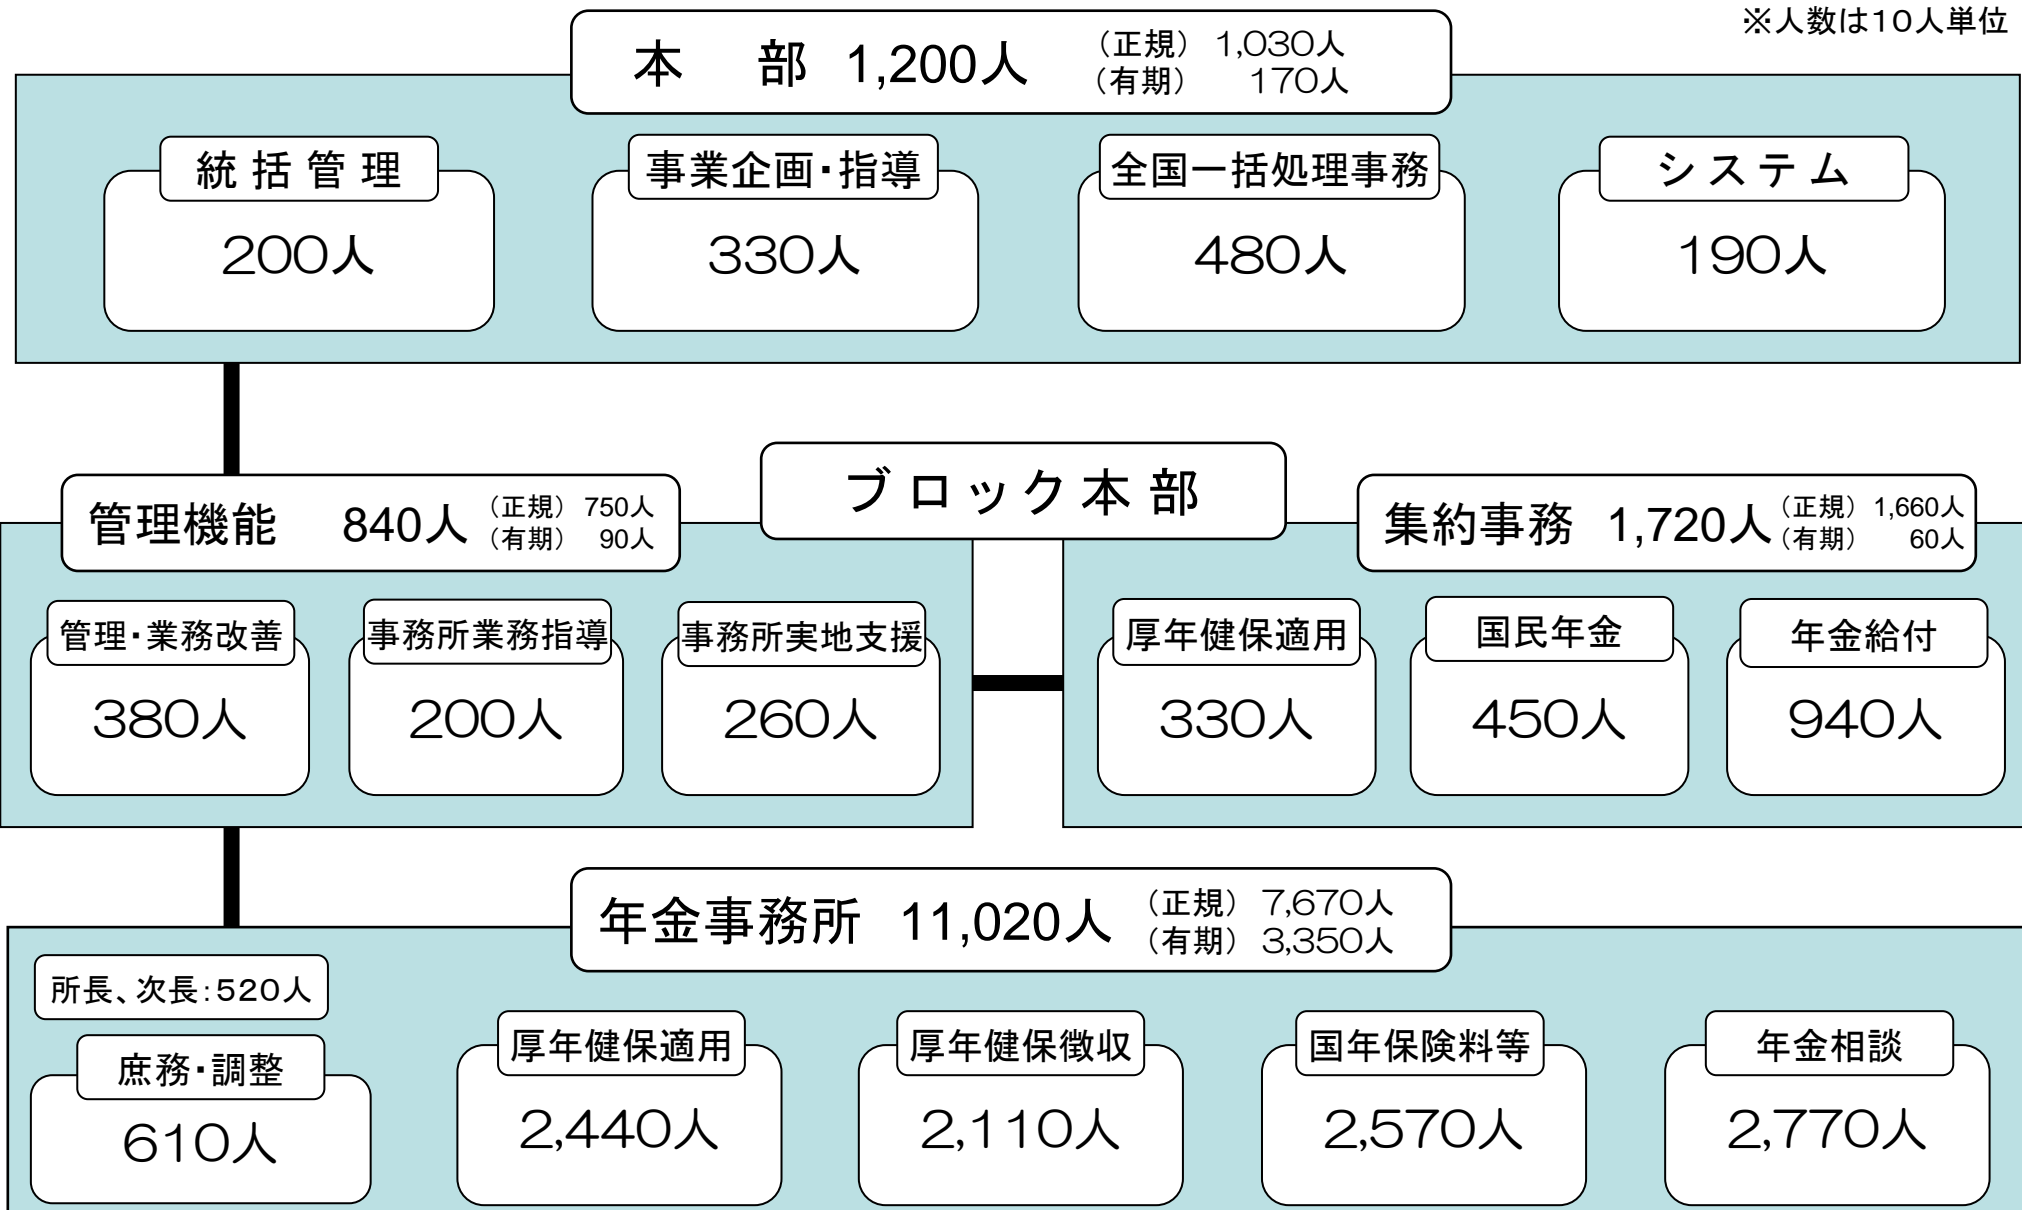 ※人数は10人単位
本　部 1,200人
（正規） 1,030人
（有期） 170人
統括管理
200人
事業企画・指導
330人
全国一括処理事務
480人
システム
190人
ブロック本部
管理機能 840人
（正規） 750人
（有期） 90人
管理・業務改善
380人
事務所業務指導
200人
事務所実地支援
260人
集約事務 1,720人
（正規） 1,660人
（有期） 60人
厚年健保適用
330人
国民年金
450人
年金給付
940人
年金事務所 11,020人
（正規） 7,670人
（有期） 3,350人
所長、次長：520人
庶務・調整
610人
厚年健保適用
2,440人
厚年健保徴収
2,110人
国年保険料等
2,570人
年金相談
2,770人